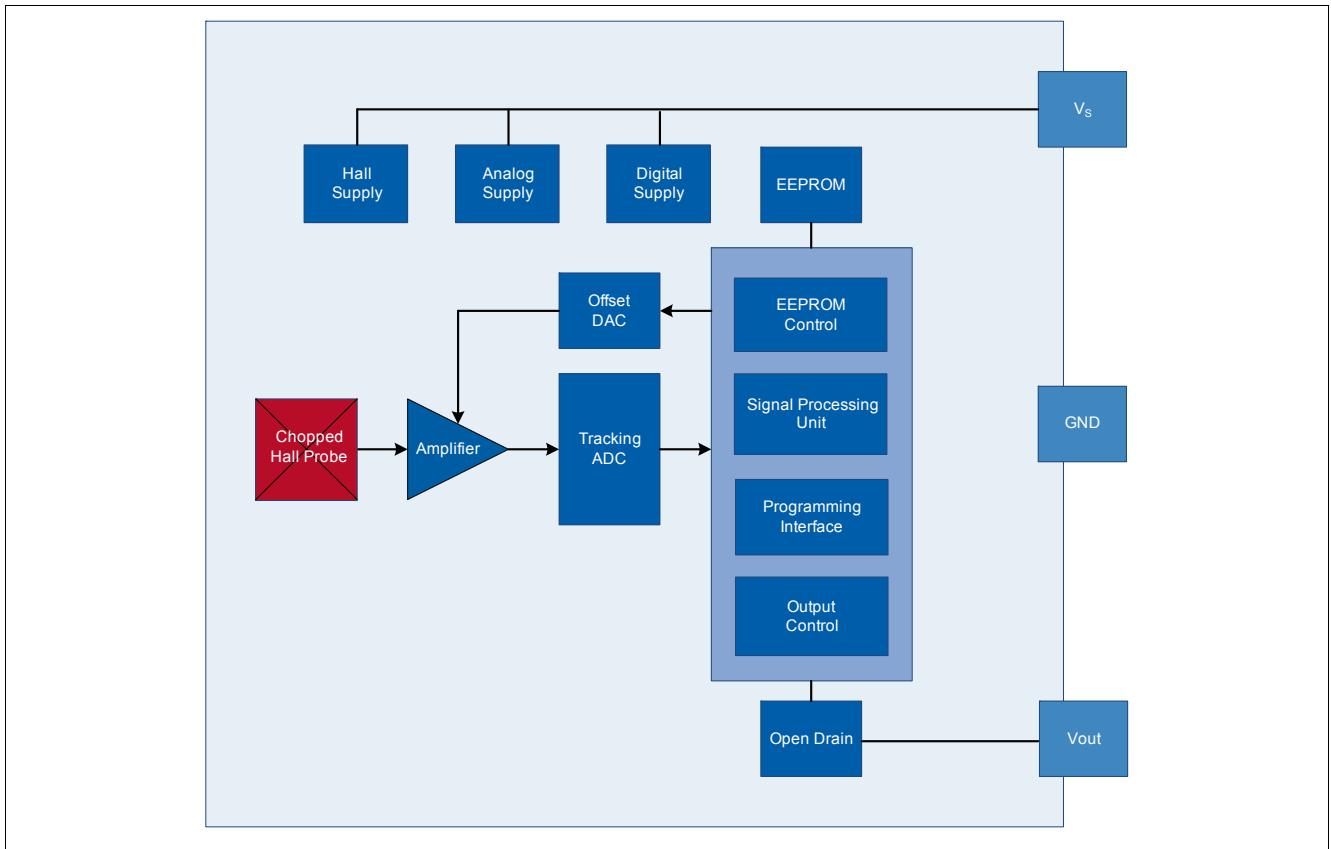 V_S
Hall
Supply
Analog
Supply
Digital
Supply
EEPROM
Offset
DAC
EEPROM
Control
Chopped
Hall Probe
Amplifier
Tracking
ADC
Signal Processing
Unit
GND
Programming
Interface
Output
Control
Open Drain
Vout